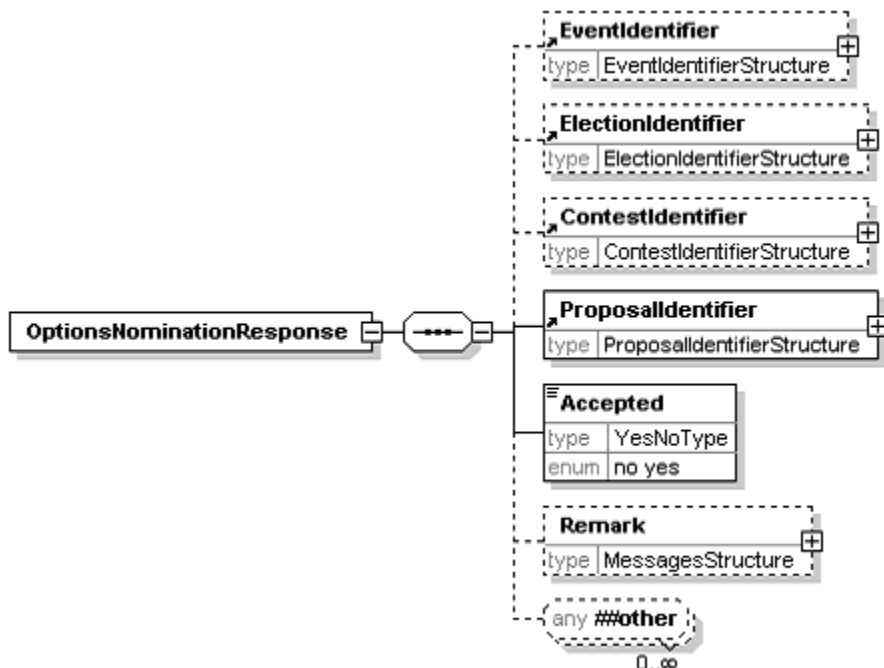 EventIdentifier
type EventIdentifierStructure
ElectionIdentifier
type ElectionIdentifierStructure
ContestIdentifier
type ContestIdentifierStructure
OptionsNominationResponse
ProposalIdentifier
type ProposalIdentifierStructure
Accepted
type YesNoType
enum no yes
Remark
type MessagesStructure
any ##other
0..∞